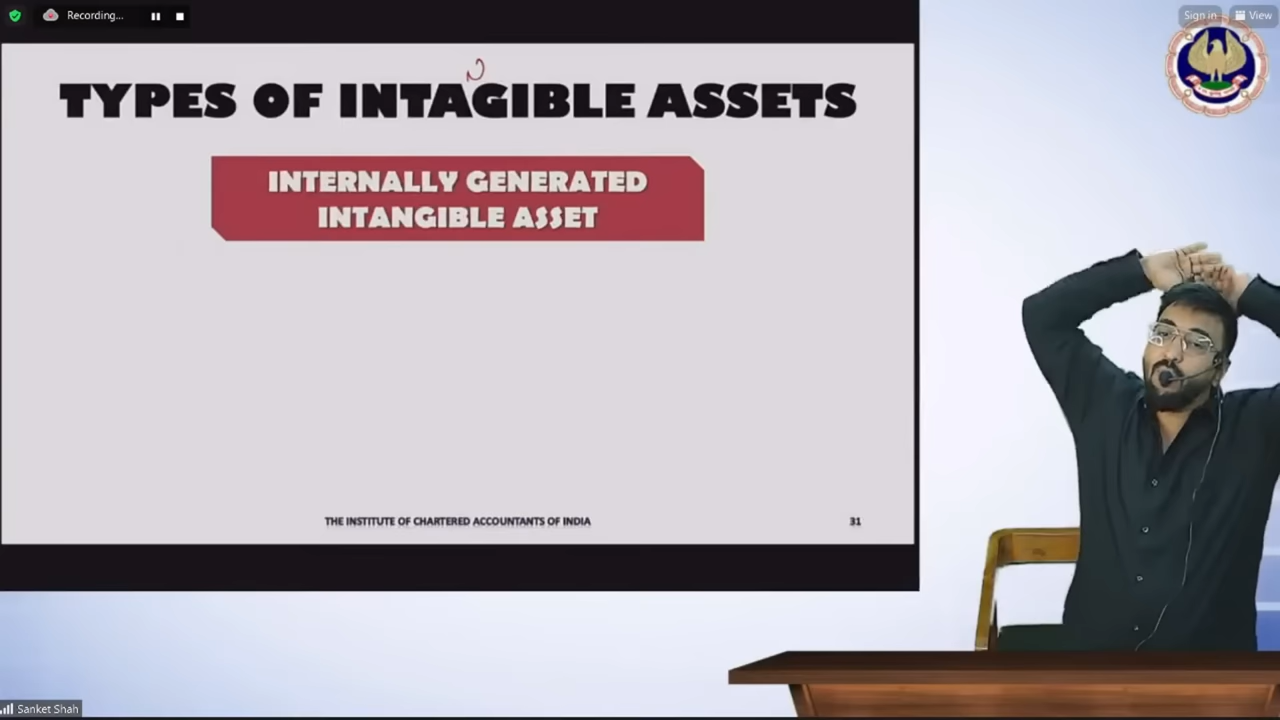 Recording...
Sign in
View
N
TYPES OF INTAGIBLE ASSETS
INTERNALLY GENERATED
INTANGIBLE ASSET
THE INSTITUTE OF CHARTERED ACCOUNTANTS OF INDIA
31
Sanket Shah